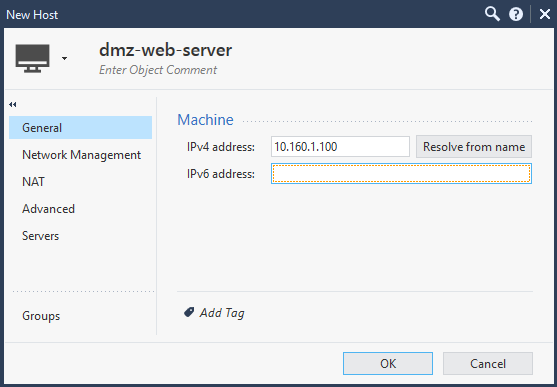 New Host
dmz-web-server
Enter Object Comment
General
Network Management
NAT
Advanced
Servers
Groups
Machine
IPv4 address: 10.160.1.100 Resolve from name
IPv6 address:
Add Tag
OK Cancel